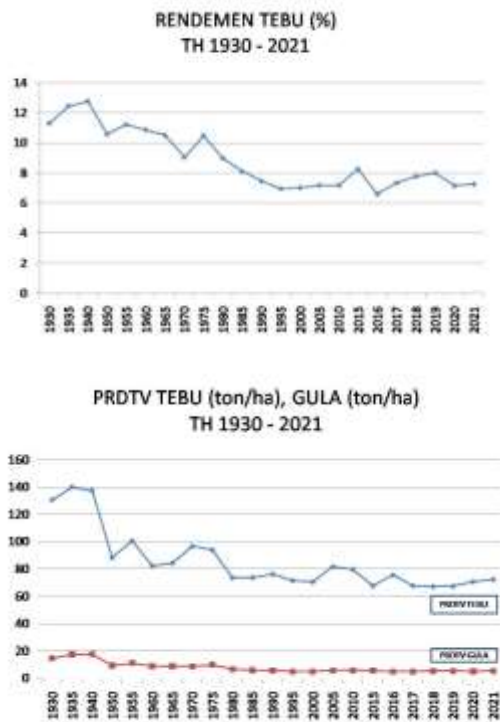 RENDEMEN TEBU (%)
TH 1930 - 2021
14
12
10
8
6
4
2
0
1930 1935 1940 1950 1955 1960 1965 1970 1975 1980 1985 1990 1995 2000 2005 2010 2015 2016 2017 2018 2019 2020 2021
PRDTV TEBU (ton/ha), GULA (ton/ha)
TH 1930 - 2021
160
140
120
100
80
60
40
20
0
PRDTV TEBU
PRDTV GULA
1930 1935 1940 1950 1955 1960 1965 1970 1975 1980 1985 1990 1995 2000 2005 2010 2015 2016 2017 2018 2019 2020 2021